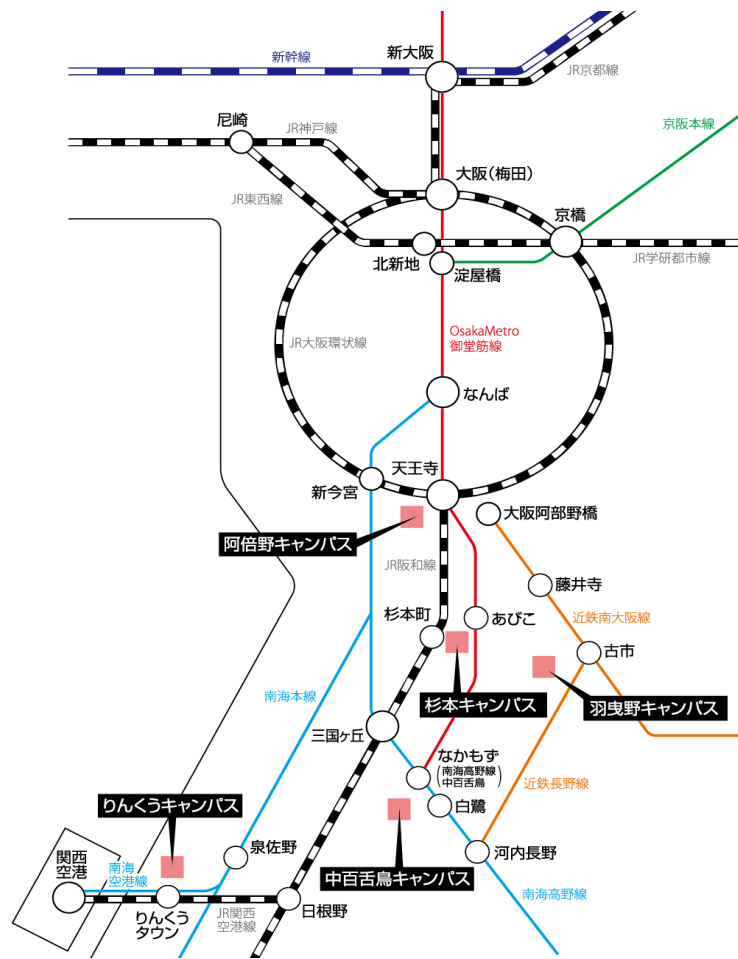 新大阪
新幹線
JR京都線
尼崎
JR神戸線
京阪本線
大阪(梅田)
JR東西線
京橋
北新地
淀屋橋
JR学研都市線
OsakaMetro
御堂筋線
JR大阪環状線
なんば
天王寺
新今宮
大阪阿部野橋
阿倍野キャンパス
JR阪和線
藤井寺
杉本町
あびこ
近鉄南大阪線
古市
南海本線
杉本キャンパス
羽曳野キャンパス
三国ヶ丘
なかもず
(南海高野線
中百舌鳥)
りんくうキャンパス
白鷺
近鉄長野線
泉佐野
河内長野
関西
空港
南海
空港線
中百舌鳥キャンパス
南海高野線
りんくう
タウン
JR関西
空港線
日根野